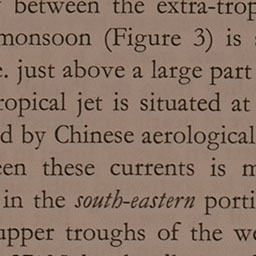 between the extra-trop
monsoon (Figure 3) is
e. just above a large part
ropical jet is situated at
d by Chinese aerological
een these currents is m
in the south-eastern porti
upper troughs of the we